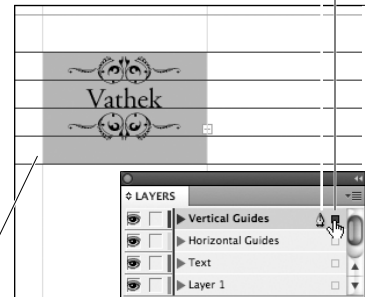 Vathek
LAYERS
Vertical Guides
Horizontal Guides
Text
Layer 1